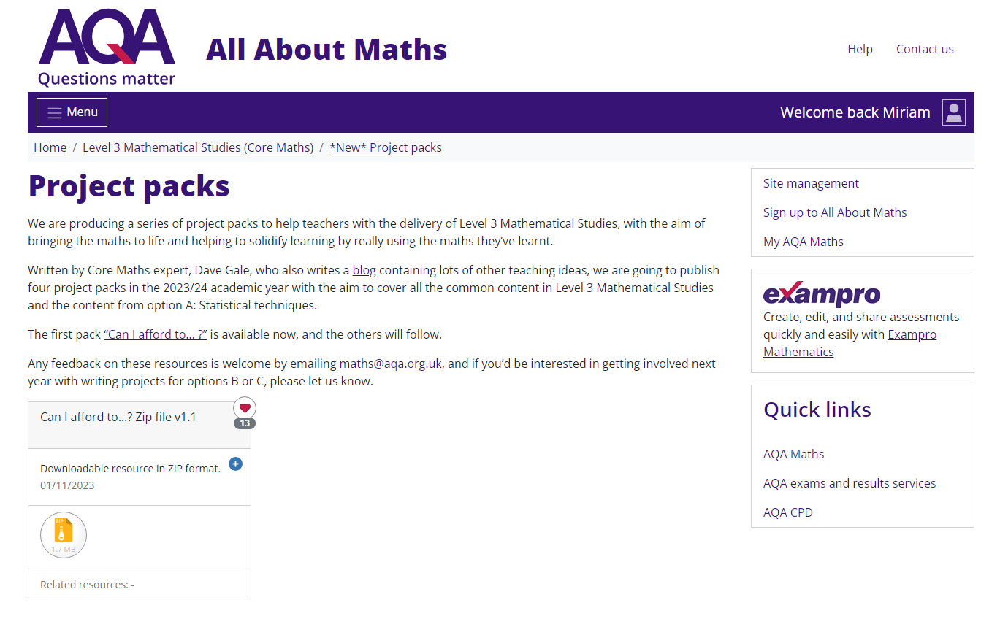 AQA
Questions matter
All About Maths
Help
Contact us
Menu
Welcome back Miriam
Home / Level 3 Mathematical Studies (Core Maths) / *New* Project packs
Project packs
We are producing a series of project packs to help teachers with the delivery of Level 3 Mathematical Studies, with the aim of
bringing the maths to life and helping to solidify learning by really using the maths they’ve learnt.
Written by Core Maths expert, Dave Gale, who also writes a blog containing lots of other teaching ideas, we are going to publish
four project packs in the 2023/24 academic year with the aim to cover all the common content in Level 3 Mathematical Studies
and the content from option A: Statistical techniques.
The first pack “Can I afford to... ?” is available now, and the others will follow.
Any feedback on these resources is welcome by emailing maths@aqa.org.uk, and if you’d be interested in getting involved next
year with writing projects for options B or C, please let us know.
Can I afford to...? Zip file v1.1
13
Downloadable resource in ZIP format.
01/11/2023
ZIP
1.7 MB
Related resources: -
Site management
Sign up to All About Maths
My AQA Maths
exampro
Create, edit, and share assessments
quickly and easily with Exampro
Mathematics
Quick links
AQA Maths
AQA exams and results services
AQA CPD